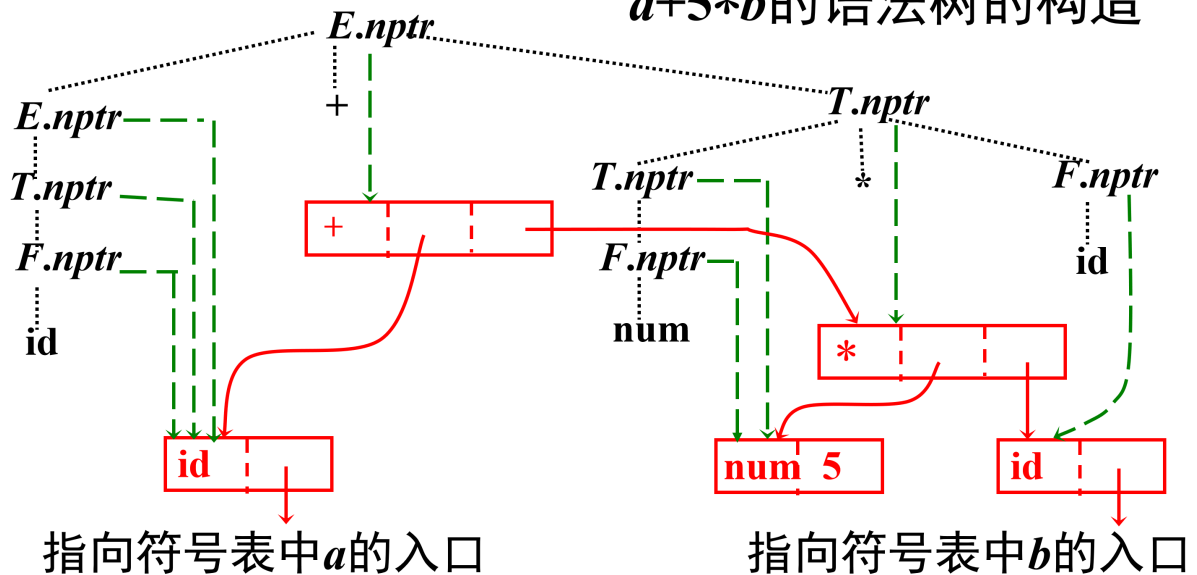 a+5*b的语法树的构造
E.nptr
E.nptr
+
T.nptr
T.nptr
T.nptr
*
F.nptr
+
F.nptr
F.nptr
id
id
num
*
id
num 5
id
指向符号表中a的入口
指向符号表中b的入口